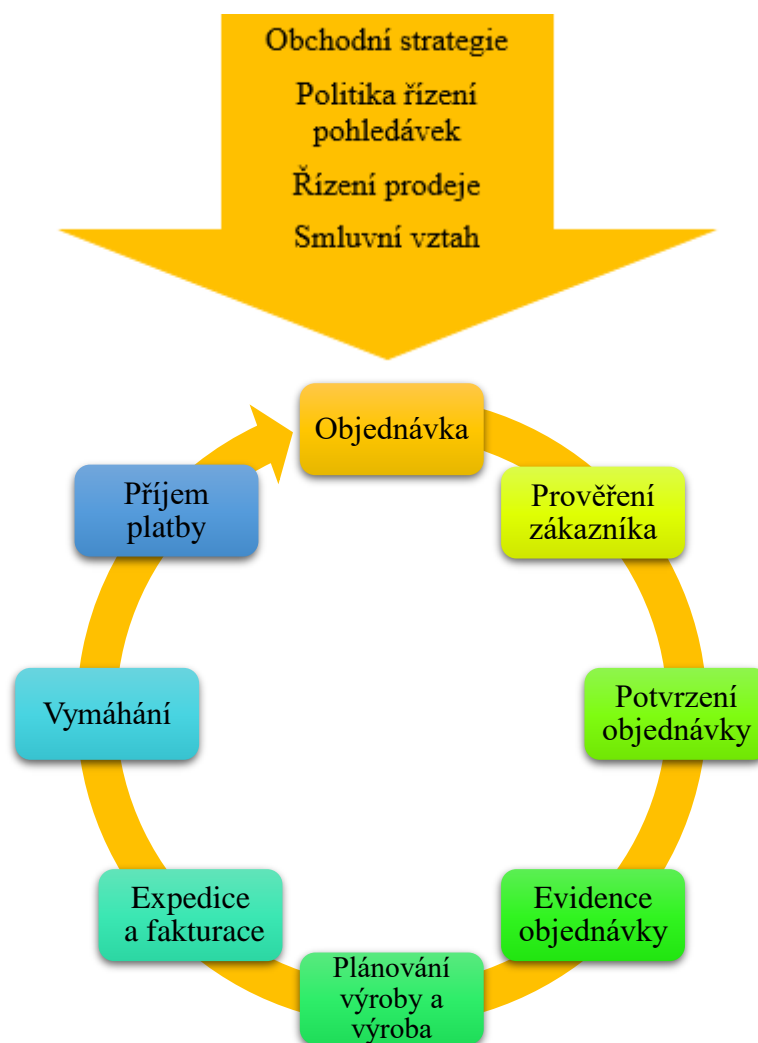 Obchodní strategie
Politika řízení
pohledávek
Řízení prodeje
Smluvní vztah
Objednávka
Prověření
zákazníka
Potvrzení
objednávky
Evidence
objednávky
Plánování
výroby a
výroba
Expedice
a fakturace
Vymáhání
Příjem
platby